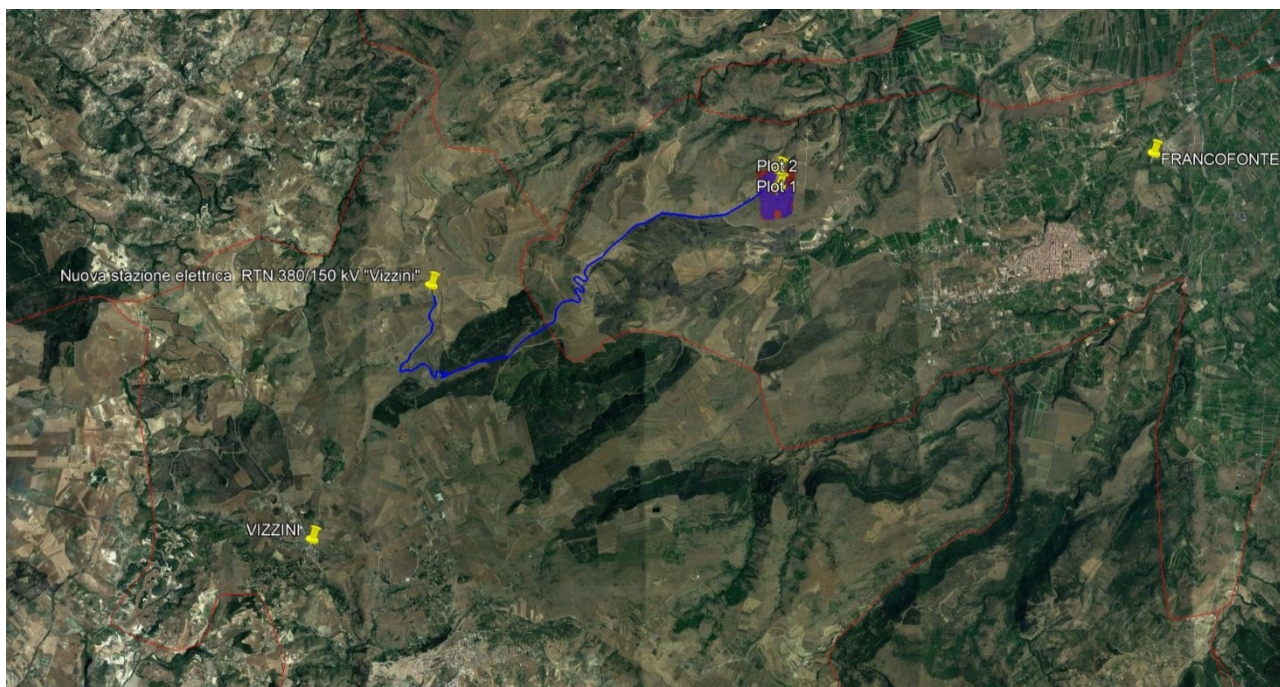 FRANCOFONTE
Plot 2
Plot 1
Nuova stazione elettrica RTN 380/150 kV "Vizzini"
VIZZINI